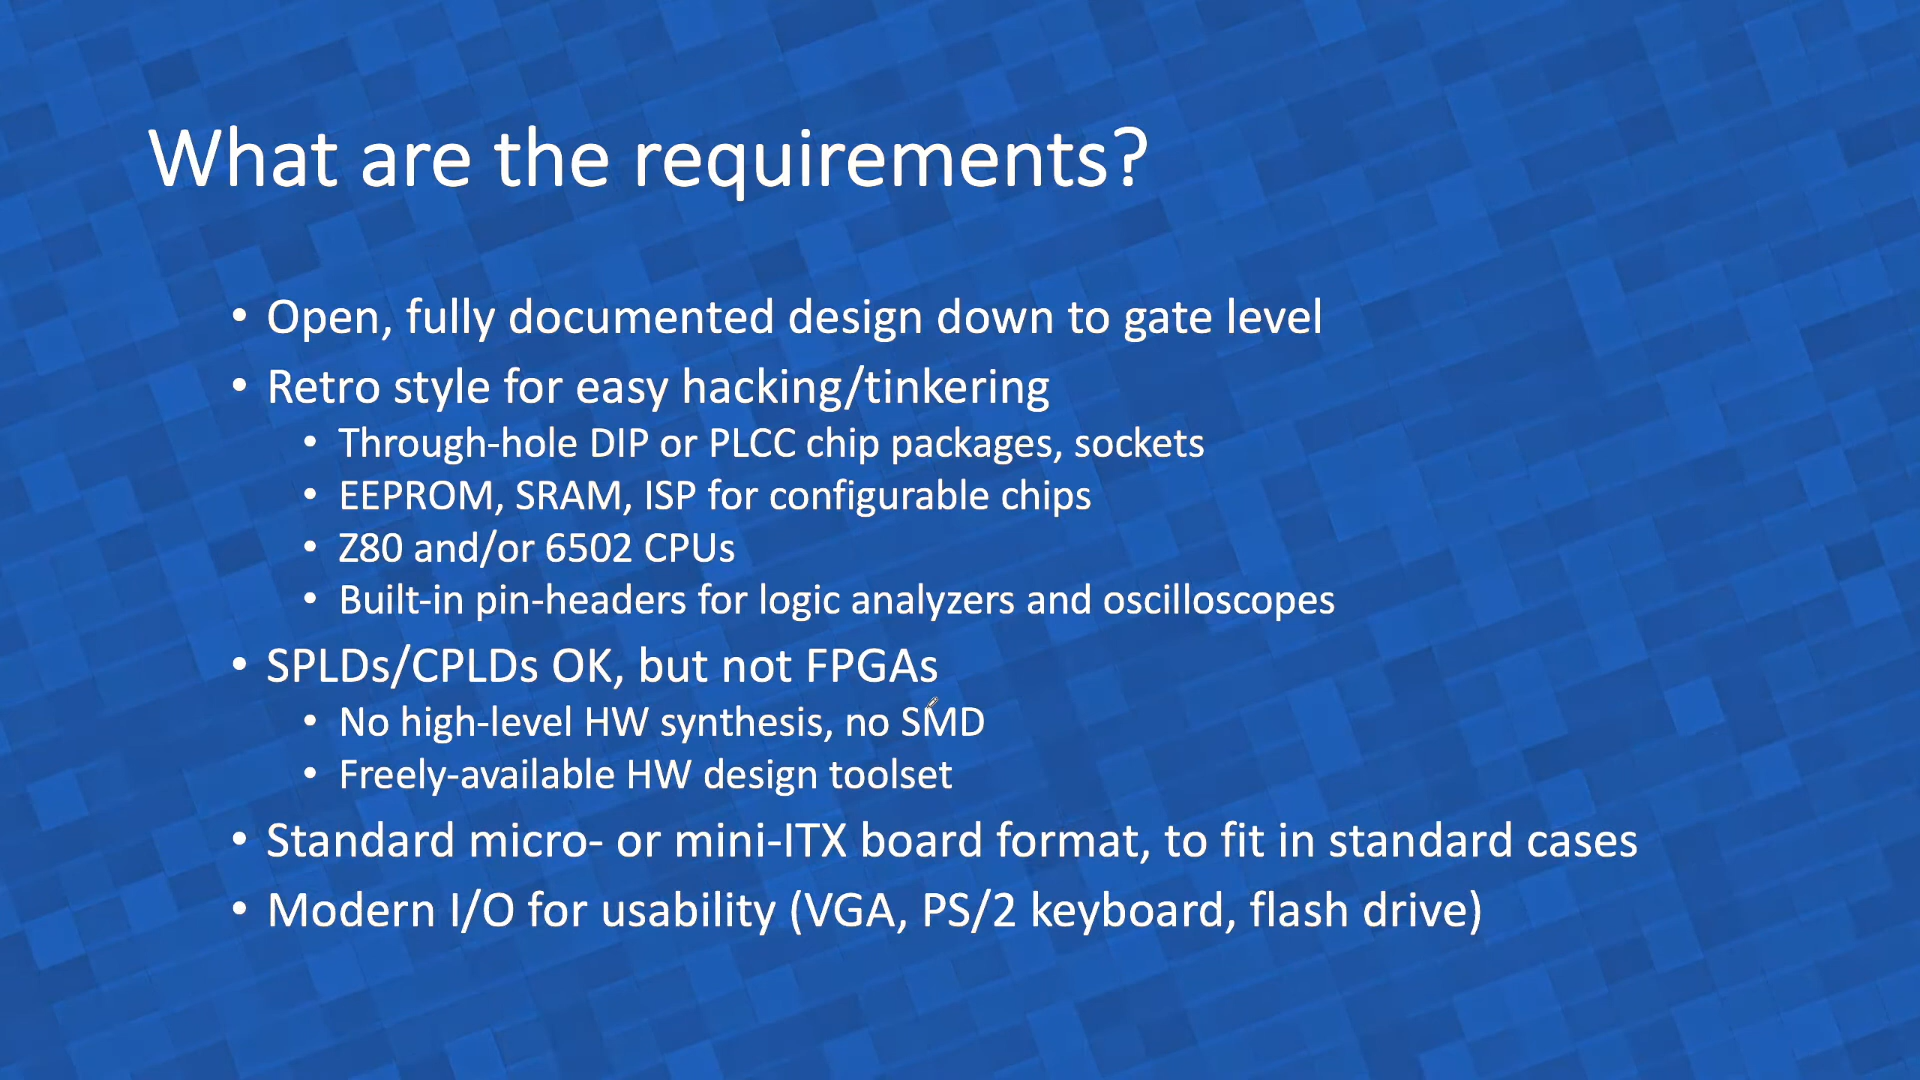 What are the requirements?
• Open, fully documented design down to gate level
• Retro style for easy hacking/tinkering
• Through-hole DIP or PLCC chip packages, sockets
• EEPROM, SRAM, ISP for configurable chips
• Z80 and/or 6502 CPUs
• Built-in pin-headers for logic analyzers and oscilloscopes
• SPLDs/CPLDs OK, but not FPGAs
• No high-level HW synthesis, no SMD
• Freely-available HW design toolset
• Standard micro- or mini-ITX board format, to fit in standard cases
• Modern I/O for usability (VGA, PS/2 keyboard, flash drive)